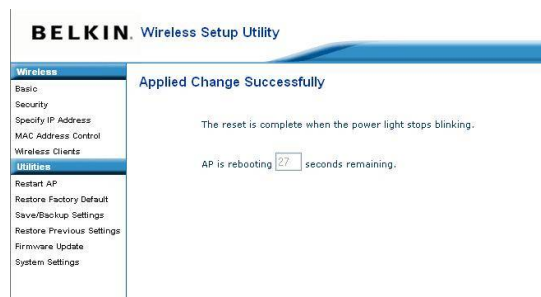 BELKIN. Wireless Setup Utility
Wireless
Basic
Security
Specify IP Address
MAC Address Control
Wireless Clients
Utilities
Restart AP
Restore Factory Default
Save/Backup Settings
Restore Previous Settings
Firmware Update
System Settings
Applied Change Successfully
The reset is complete when the power light stops blinking.
AP is rebooting 27 seconds remaining.